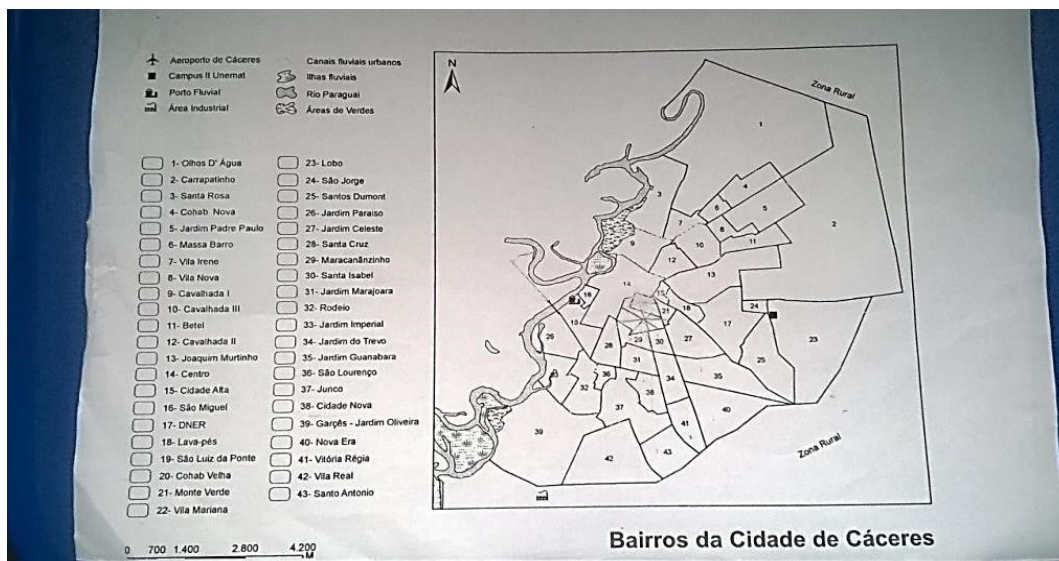 Aeroporto de Cáceres
Campus II Unemat
Porto Fluvial
Área Industrial
Canais fluviais urbanos
Ilhas fluviais
Rio Paraguai
Áreas de Verdes
1- Olhos D' Água
2- Carrapatinho
3- Santa Rosa
4- Cohab Nova
5- Jardim Padre Paulo
6- Massa Barro
7- Vila Irene
8- Vila Nova
9- Cavalhada I
10- Cavalhada III
11- Betel
12- Cavalhada II
13- Joaquim Murtinho
14- Centro
15- Cidade Alta
16- São Miguel
17- DNER
18- Lava-pés
19- São Luiz da Ponte
20- Cohab Velha
21- Monte Verde
22- Vila Mariana
23- Lobo
24- São Jorge
25- Santos Dumont
26- Jardim Paraiso
27- Jardim Celeste
28- Santa Cruz
29- Maracanãnzinho
30- Santa Isabel
31- Jardim Marajoara
32- Rodeio
33- Jardim Imperial
34- Jardim do Trevo
35- Jardim Guanabara
36- São Lourenço
37- Junco
38- Cidade Nova
39- Garçês - Jardim Oliveira
40- Nova Era
41- Vitória Régia
42- Vila Real
43- Santo Antonio
0 700 1.400 2.800 4.200
M
N
Zona Rural
1
4
3
5
6
7
8
2
9
10
11
12
13
14
16
21
24
17
23
26
28
29
30
27
31
25
36
35
32
34
38
37
40
41
39
42
43
Zona Rural
Bairros da Cidade de Cáceres